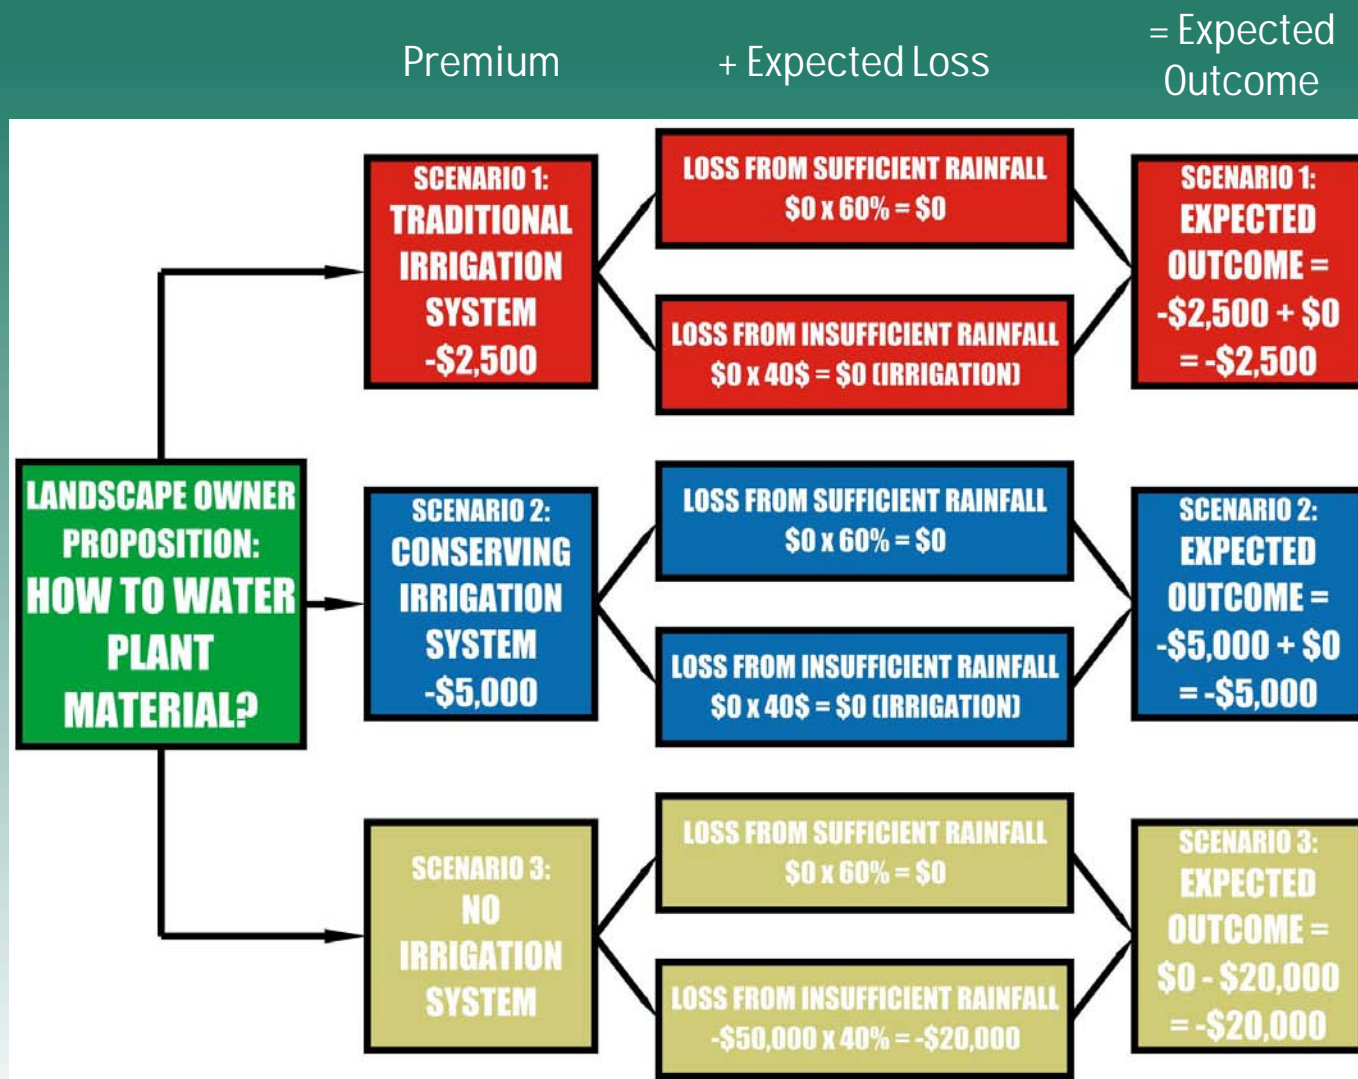 Premium
+ Expected Loss
= Expected
Outcome
SCENARIO 1:
TRADITIONAL
IRRIGATION
SYSTEM
-$2,500
LOSS FROM SUFFICIENT RAINFALL
$0 x 60% = $0
LOSS FROM INSUFFICIENT RAINFALL
$0 x 40$ = $0 (IRRIGATION)
SCENARIO 1:
EXPECTED
OUTCOME =
-$2,500 + $0
= -$2,500
LANDSCAPE OWNER
PROPOSITION:
HOW TO WATER
PLANT
MATERIAL?
SCENARIO 2:
CONSERVING
IRRIGATION
SYSTEM
-$5,000
LOSS FROM SUFFICIENT RAINFALL
$0 x 60% = $0
LOSS FROM INSUFFICIENT RAINFALL
$0 x 40$ = $0 (IRRIGATION)
SCENARIO 2:
EXPECTED
OUTCOME =
-$5,000 + $0
= -$5,000
SCENARIO 3:
NO
IRRIGATION
SYSTEM
LOSS FROM SUFFICIENT RAINFALL
$0 x 60% = $0
LOSS FROM INSUFFICIENT RAINFALL
-$50,000 x 40% = -$20,000
SCENARIO 3:
EXPECTED
OUTCOME =
$0 - $20,000
= -$20,000